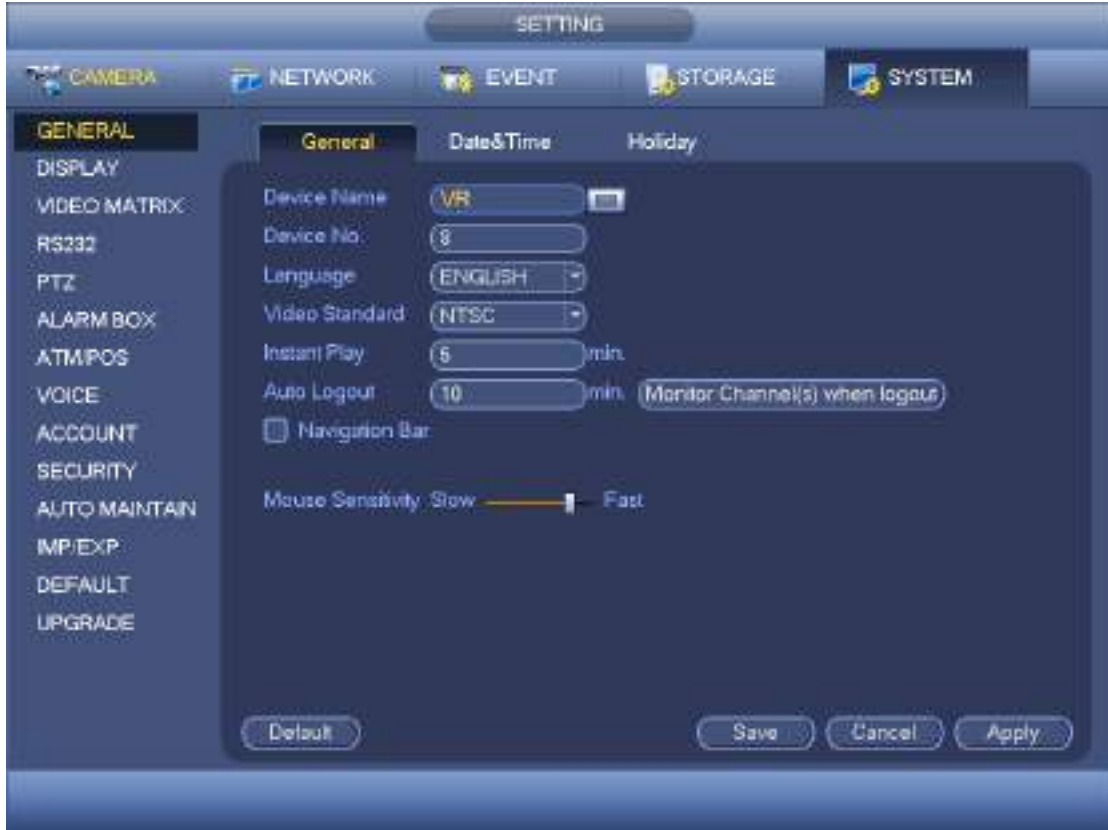 SETTING
CAMERA NETWORK EVENT STORAGE SYSTEM
GENERAL
DISPLAY
VIDEO MATRIX
RS232
PTZ
ALARM BOX
ATM/POS
VOICE
ACCOUNT
SECURITY
AUTO MAINTAIN
IMP/EXP
DEFAULT
UPGRADE
General Date&Time Holiday
Device Name VR
Device No. 8
Language ENGLISH
Video Standard NTSC
Instant Play 5 min.
Auto Logout 10 min. Monitor Channel(s) when logout
Navigation Bar
Mouse Sensitivity Slow Fast
Default Save Cancel Apply